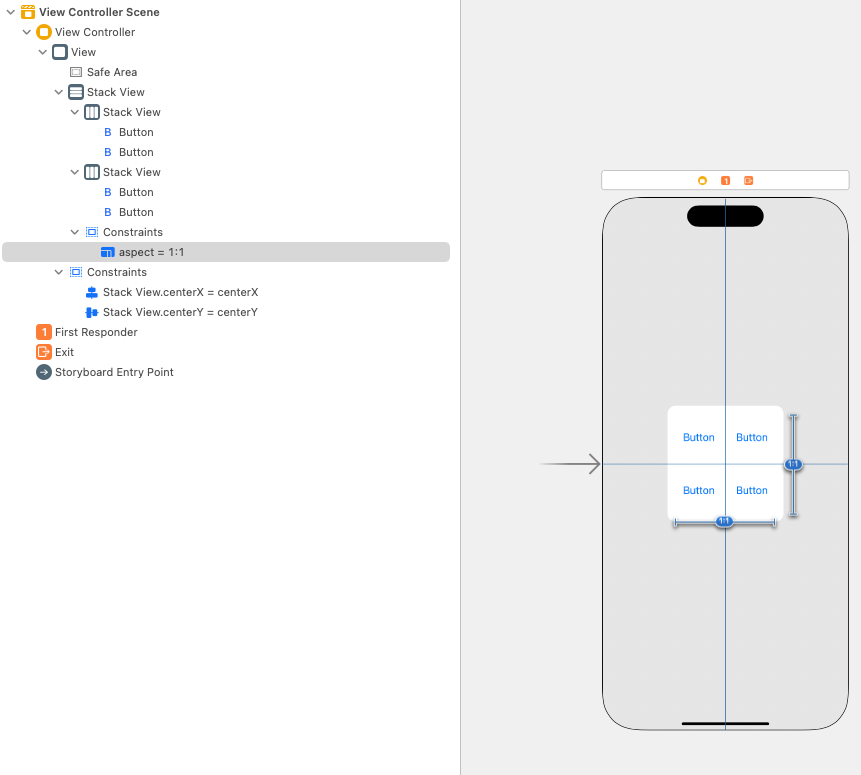 View Controller Scene
View Controller
View
Safe Area
Stack View
Stack View
B Button
B Button
Stack View
B Button
B Button
Constraints
aspect = 1:1
Constraints
Stack View.centerX = centerX
Stack View.centerY = centerY
1 First Responder
Exit
Storyboard Entry Point
1
Button Button
1:1
Button Button
1:1